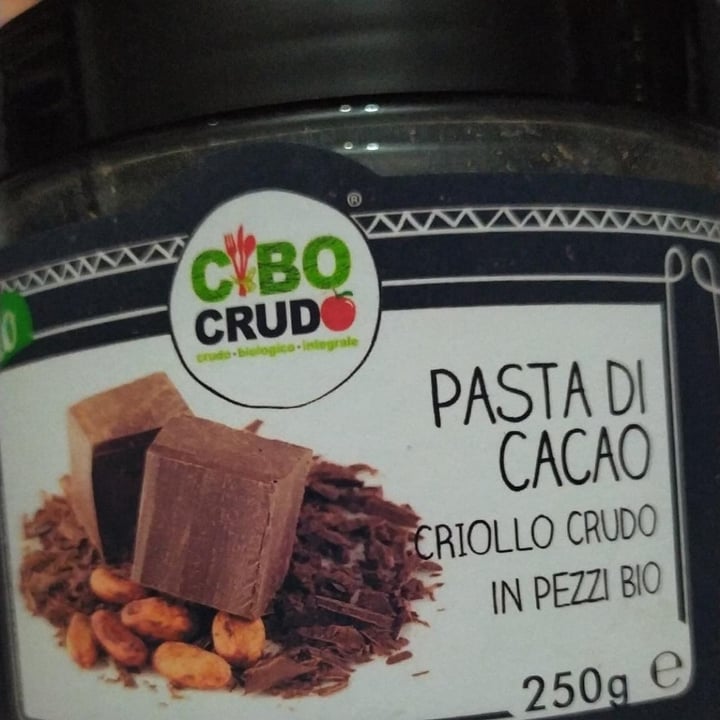 ®
CIBO
CRUDO
crudo·biologico·integrale
PASTA DI
CACAO
CRIOLLO CRUDO
IN PEZZI BIO
250g e